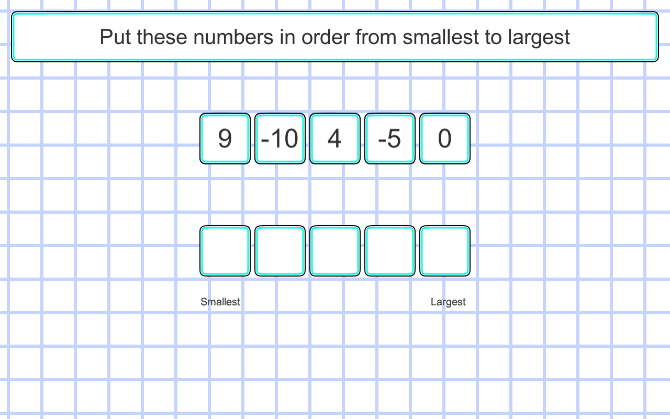 Put these numbers in order from smallest to largest
9 -10 4 -5 0
Smallest Largest